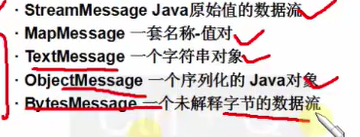 · StreamMessage Java原始值的数据流
· MapMessage 一套名称-值对
· TextMessage 一个字符串对象
· ObjectMessage 一个序列化的 Java对象
· BytesMessage 一个未解释字节的数据流